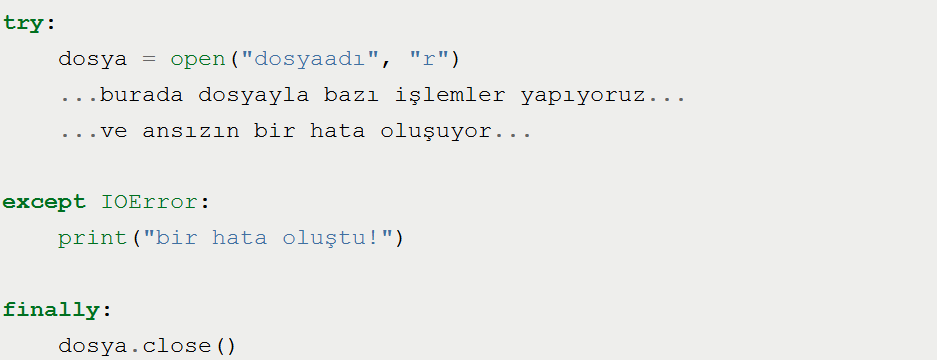 try:
    dosya = open("dosyaadı", "r")
    ...burada dosyayla bazı işlemler yapıyoruz...
    ...ve ansızın bir hata oluşuyor...
except IOError:
    print("bir hata oluştu!")
finally:
    dosya.close()